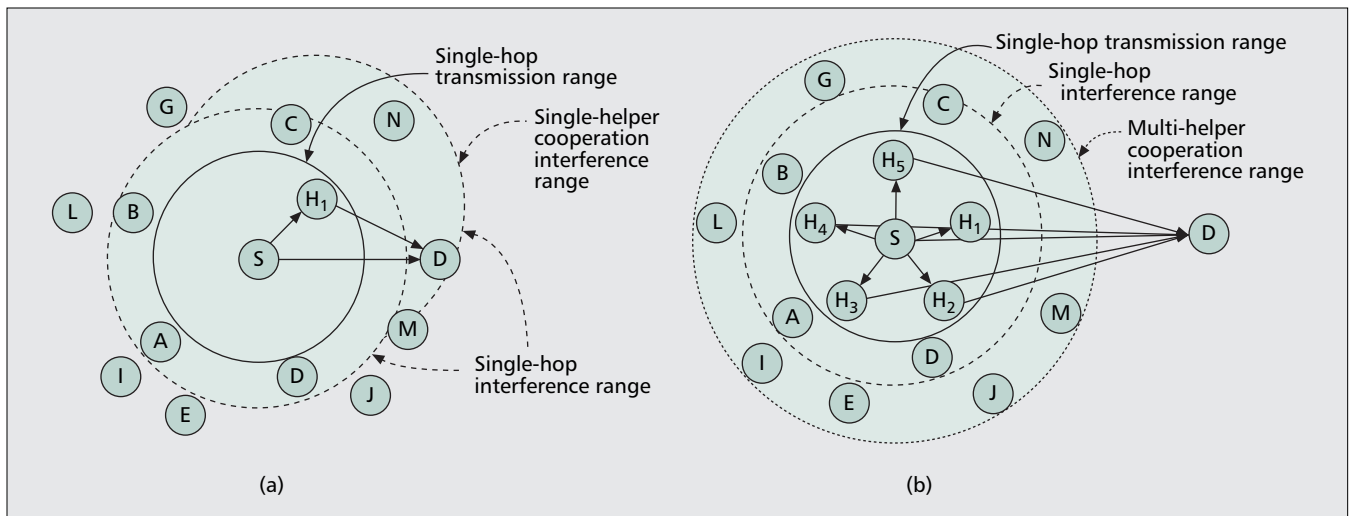 Single-hop
transmission range
G
C
N
Single-helper
cooperation
interference
range
L
B
H1
S
D
A
M
I
D
E
J
Single-hop
interference range
(a)
Single-hop transmission range
Single-hop
interference range
G
C
N
Multi-helper
cooperation
interference range
B
H5
L
H4
S
H1
D
H3
H2
A
M
I
D
E
J
(b)